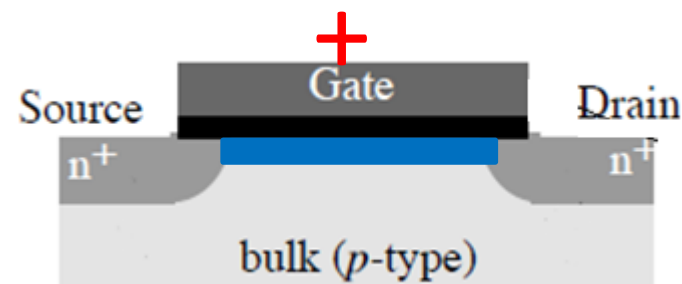 +
Gate
Source
Drain
n+
n+
bulk (p-type)